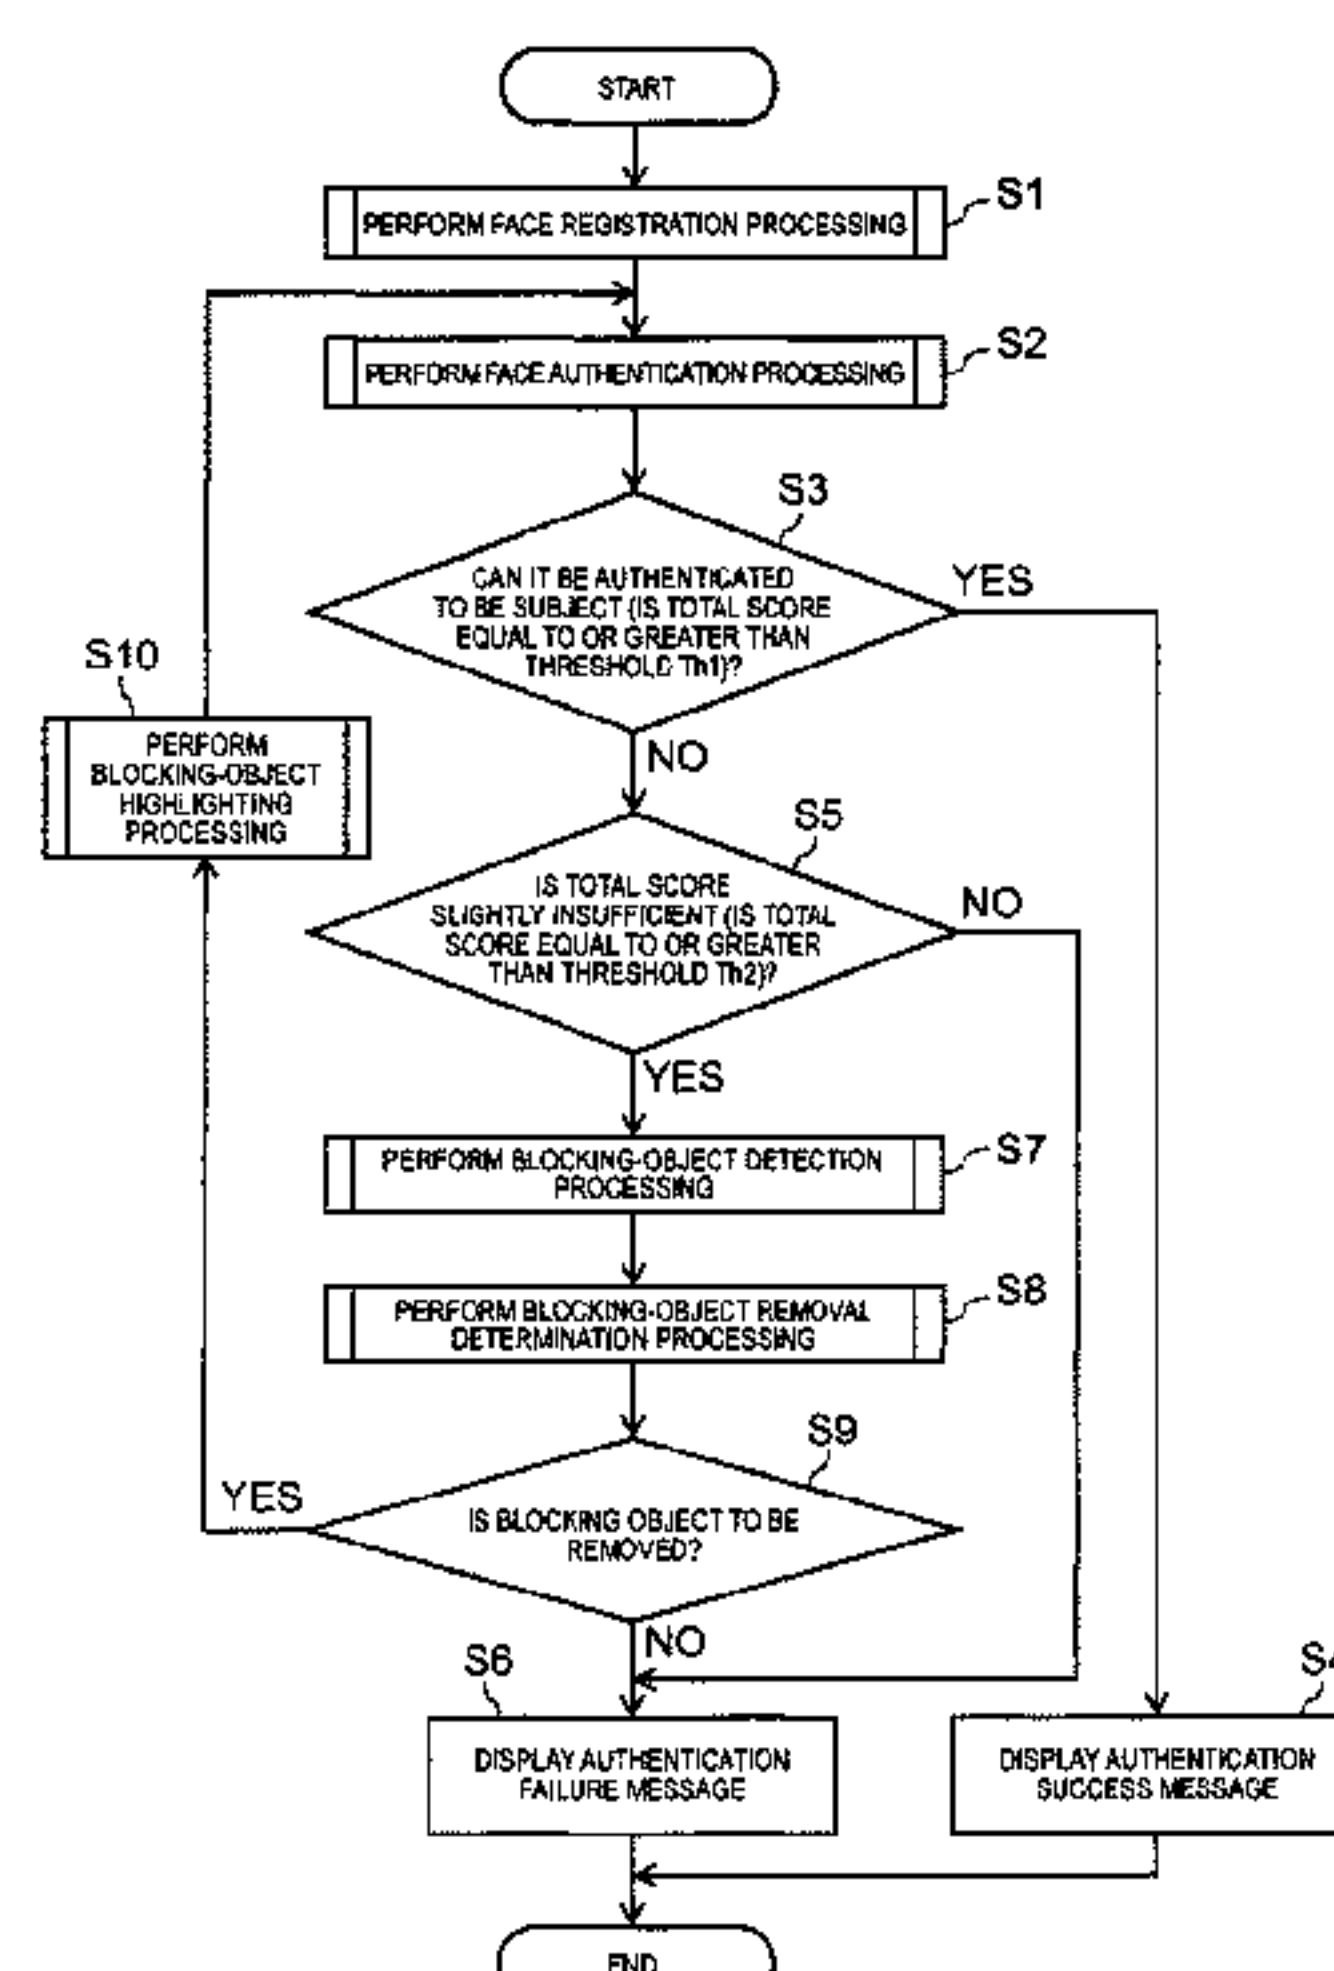 START
S1
PERFORM FACE REGISTRATION PROCESSING
S2
PERFORM FACE AUTHENTICATION PROCESSING
S3
CAN IT BE AUTHENTICATED
TO BE SUBJECT (IS TOTAL SCORE
EQUAL TO OR GREATER THAN
THRESHOLD Th1)?
YES
NO
S10
PERFORM
BLOCKING-OBJECT
HIGHLIGHTING
PROCESSING
S5
IS TOTAL SCORE
SLIGHTLY INSUFFICIENT (IS TOTAL
SCORE EQUAL TO OR GREATER
THAN THRESHOLD Th2)?
NO
YES
S7
PERFORM BLOCKING-OBJECT DETECTION
PROCESSING
S8
PERFORM BLOCKING-OBJECT REMOVAL
DETERMINATION PROCESSING
S9
IS BLOCKING OBJECT TO BE
REMOVED?
YES
NO
S6
DISPLAY AUTHENTICATION
FAILURE MESSAGE
S4
DISPLAY AUTHENTICATION
SUCCESS MESSAGE
END